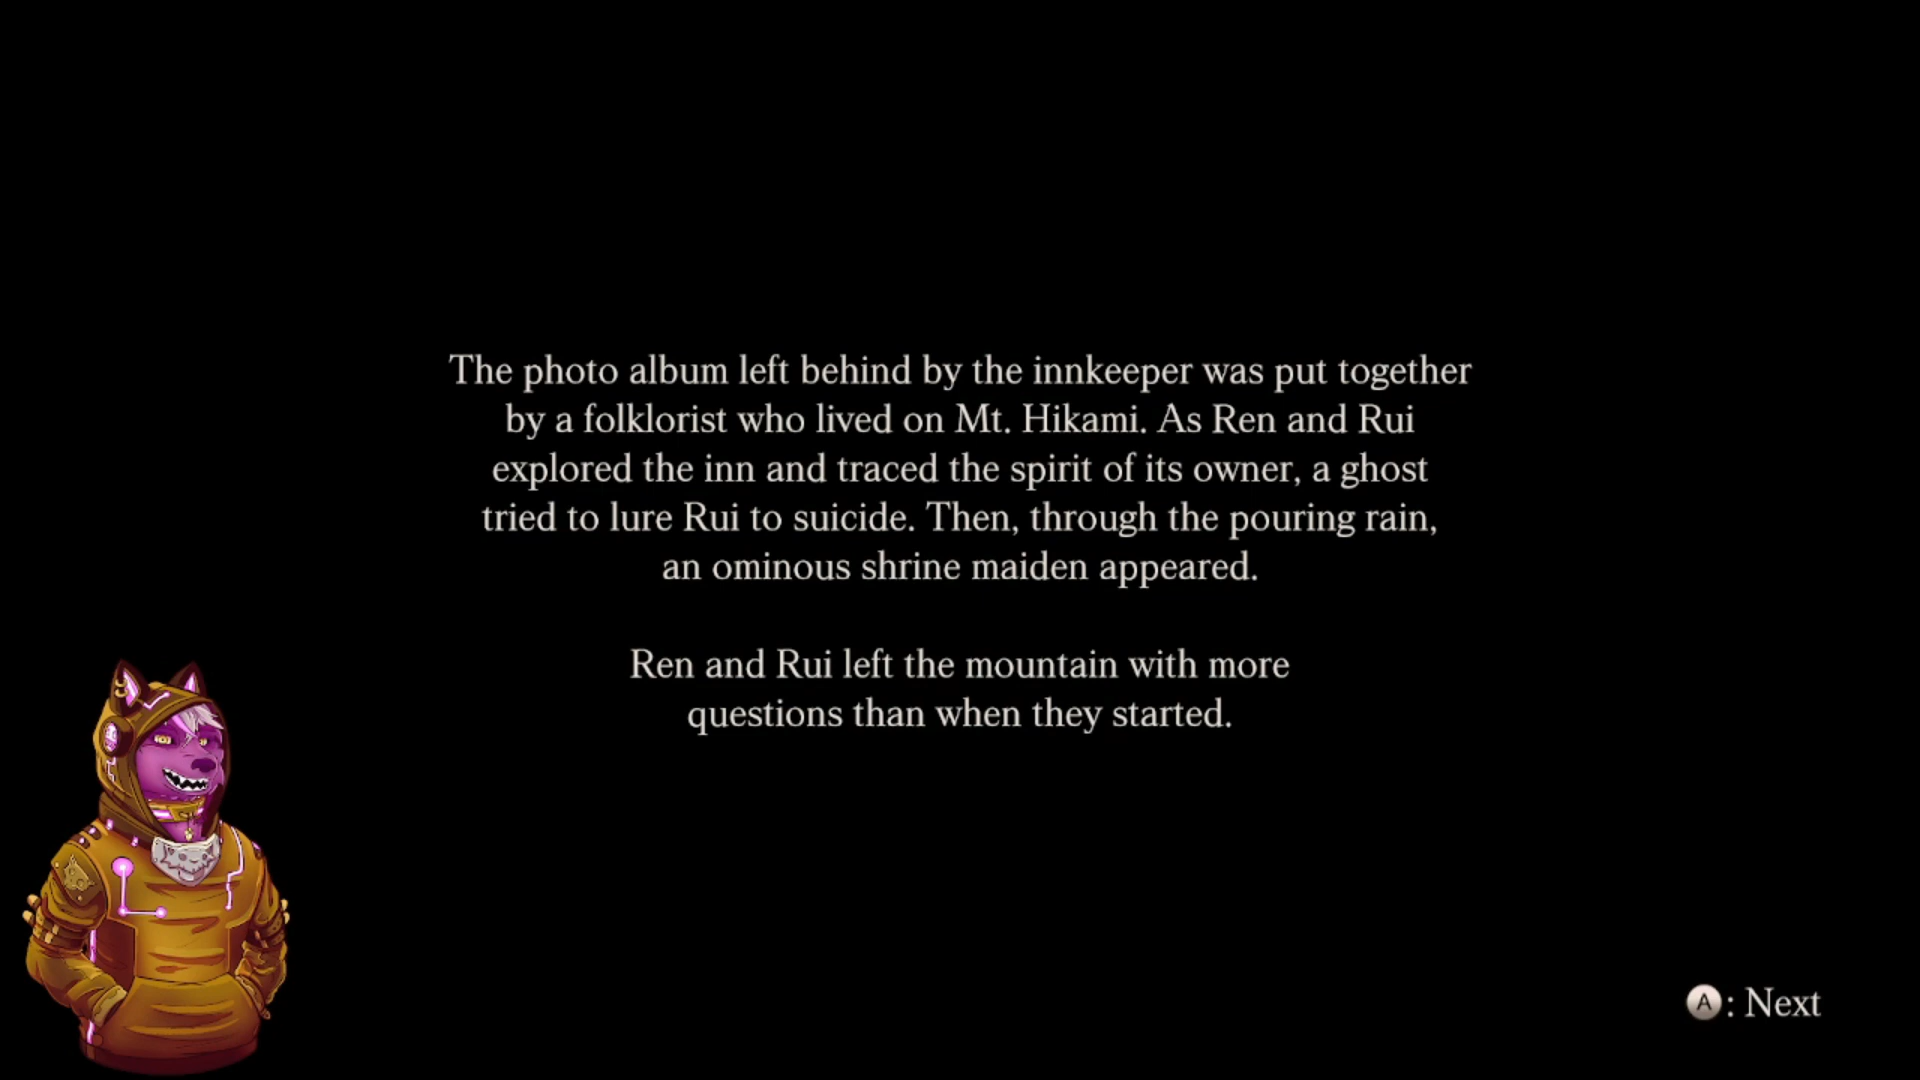 The photo album left behind by the innkeeper was put together
by a folklorist who lived on Mt. Hikami. As Ren and Rui
explored the inn and traced the spirit of its owner, a ghost
tried to lure Rui to suicide. Then, through the pouring rain,
an ominous shrine maiden appeared.
Ren and Rui left the mountain with more
questions than when they started.
A : Next